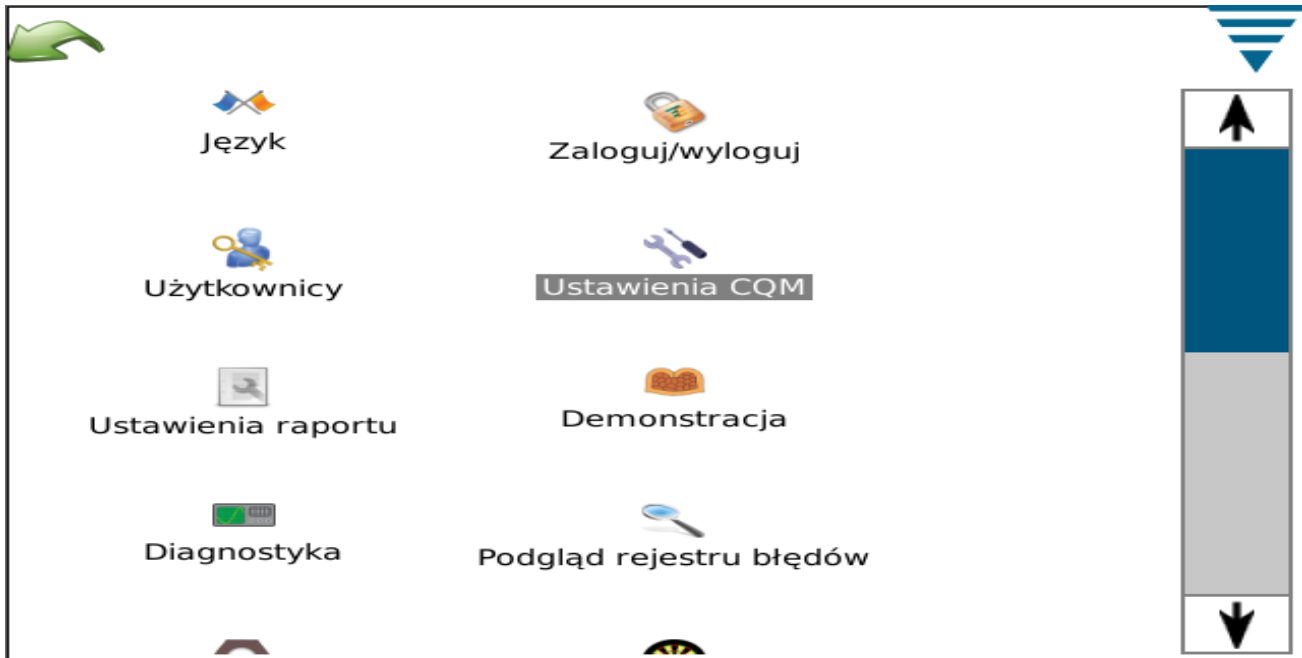 Język
Zaloguj/wyloguj
Użytkownicy
Ustawienia CQM
Ustawienia raportu
Demonstracja
Diagnostyka
Podgląd rejestru błędów